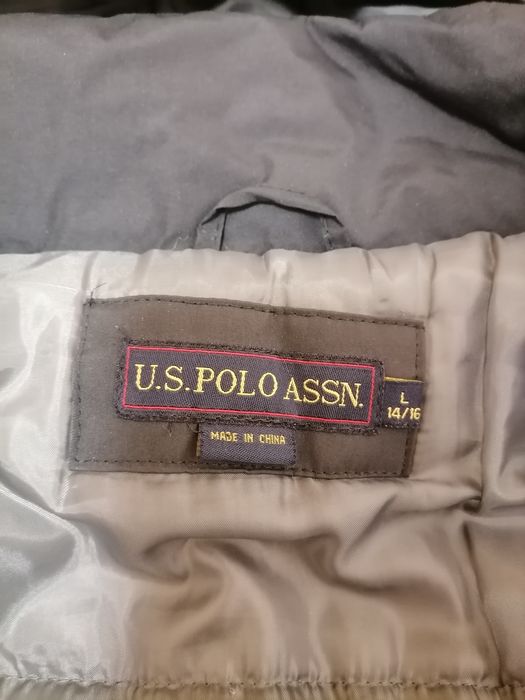 U.S. POLO ASSN.
L
14/16
MADE IN CHINA